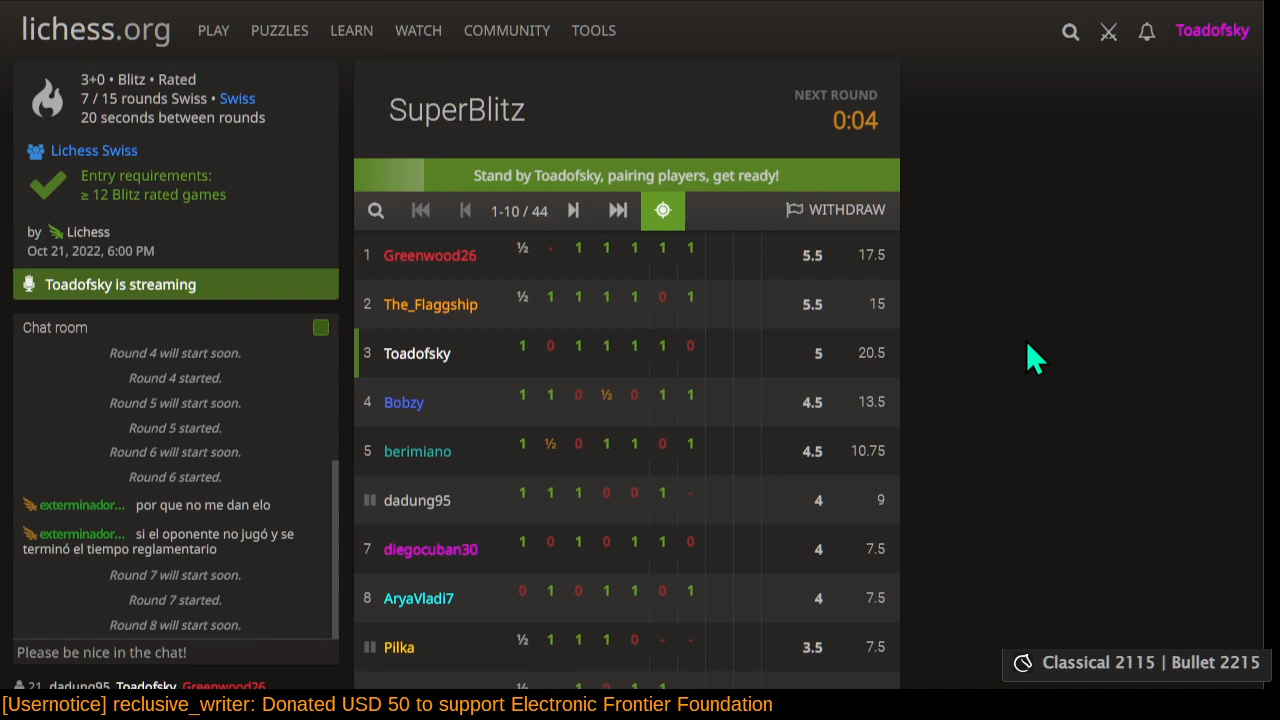 lichess.org PLAY PUZZLES LEARN WATCH COMMUNITY TOOLS Toadofsky
3+0 • Blitz • Rated
7 / 15 rounds Swiss • Swiss
20 seconds between rounds
Lichess Swiss
Entry requirements:
≥ 12 Blitz rated games
by Lichess
Oct 21, 2022, 6:00 PM
Toadofsky is streaming
Chat room
Round 4 will start soon.
Round 4 started.
Round 5 will start soon.
Round 5 started.
Round 6 will start soon.
Round 6 started.
exterminador... por que no me dan elo
exterminador... si el oponente no jugó y se
terminó el tiempo reglamentario
Round 7 will start soon.
Round 7 started.
Round 8 will start soon.
Please be nice in the chat!
21 dadung95 Toadofsky Greenwood26
SuperBlitz
NEXT ROUND
0:04
Stand by Toadofsky, pairing players, get ready!
1-10 / 44 WITHDRAW
1 Greenwood26 ½ - 1 1 1 1 1 5.5 17.5
2 The_Flaggship ½ 1 1 1 1 0 1 5.5 15
3 Toadofsky 1 0 1 1 1 1 0 5 20.5
4 Bobzy 1 1 0 ½ 0 1 1 4.5 13.5
5 berimiano 1 ½ 0 1 1 0 1 4.5 10.75
dadung95 1 1 1 0 0 1 - 4 9
7 diegocuban30 1 0 1 0 1 1 0 4 7.5
8 AryaVladi7 0 1 0 1 1 0 1 4 7.5
Pilka ½ 1 1 1 0 - - 3.5 7.5
Classical 2115 | Bullet 2215
[Usernotice] reclusive_writer: Donated USD 50 to support Electronic Frontier Foundation